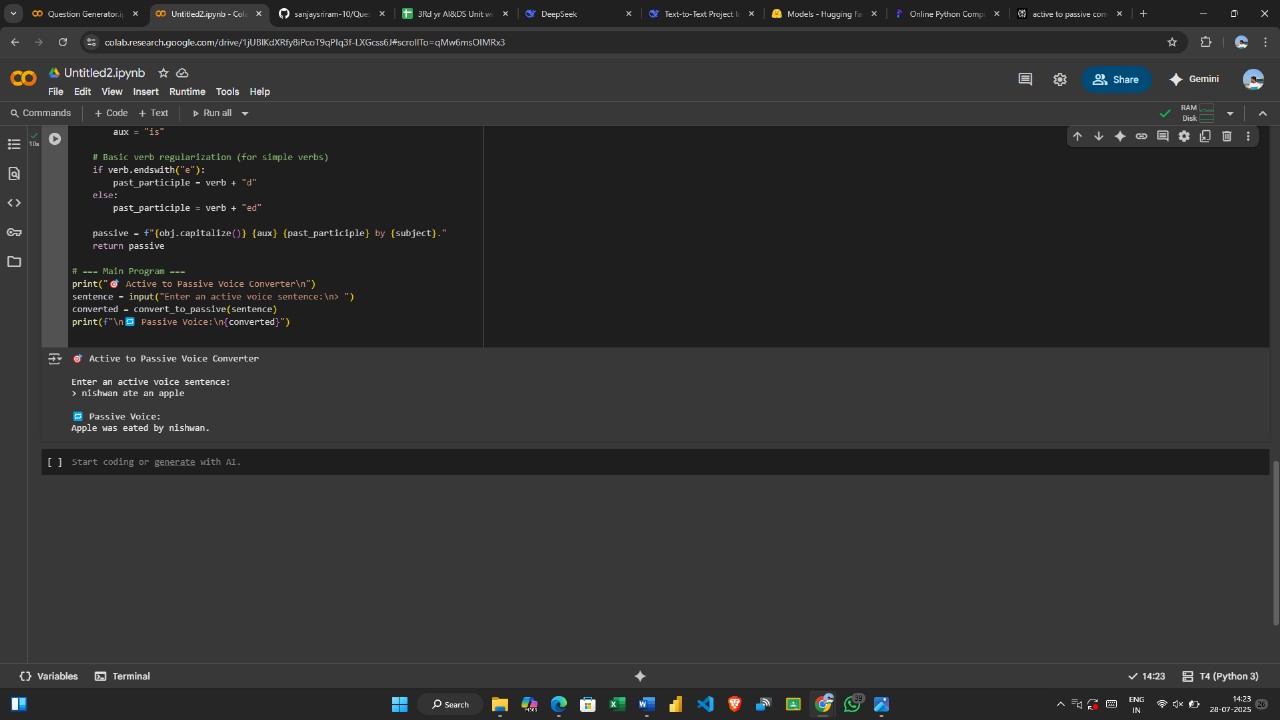 Question Generator.ip
Untitled2.ipynb - Cola
sanjaysriram-10/Ques
3Rd yr AI&DS Unit w
DeepSeek
Text-to-Text Project Id
Models - Hugging Fa
Online Python Comp
active to passive con
colab.research.google.com/drive/1jUBlKdXRfy8iPcoT9qPlq3f-LXGcss6J#scrollTo=qMw6msOIMRx3
Untitled2.ipynb
File Edit View Insert Runtime Tools Help
Share
Gemini
Commands + Code + Text Run all
RAM
Disk
10s
aux = "is"
# Basic verb regularization (for simple verbs)
if verb.endswith("e"):
past_participle = verb + "d"
else:
past_participle = verb + "ed"
passive = f"{obj.capitalize()} {aux} {past_participle} by {subject}."
return passive
# === Main Program ===
print("🎯 Active to Passive Voice Converter\n")
sentence = input("Enter an active voice sentence:\n> ")
converted = convert_to_passive(sentence)
print(f"\n🔁 Passive Voice:\n{converted}")
🎯 Active to Passive Voice Converter
Enter an active voice sentence:
> nishwan ate an apple
🔁 Passive Voice:
Apple was eated by nishwan.
[ ] Start coding or generate with AI.
{} Variables Terminal
14:23 T4 (Python 3)
Search
ENG
IN
14:23
28-07-2025